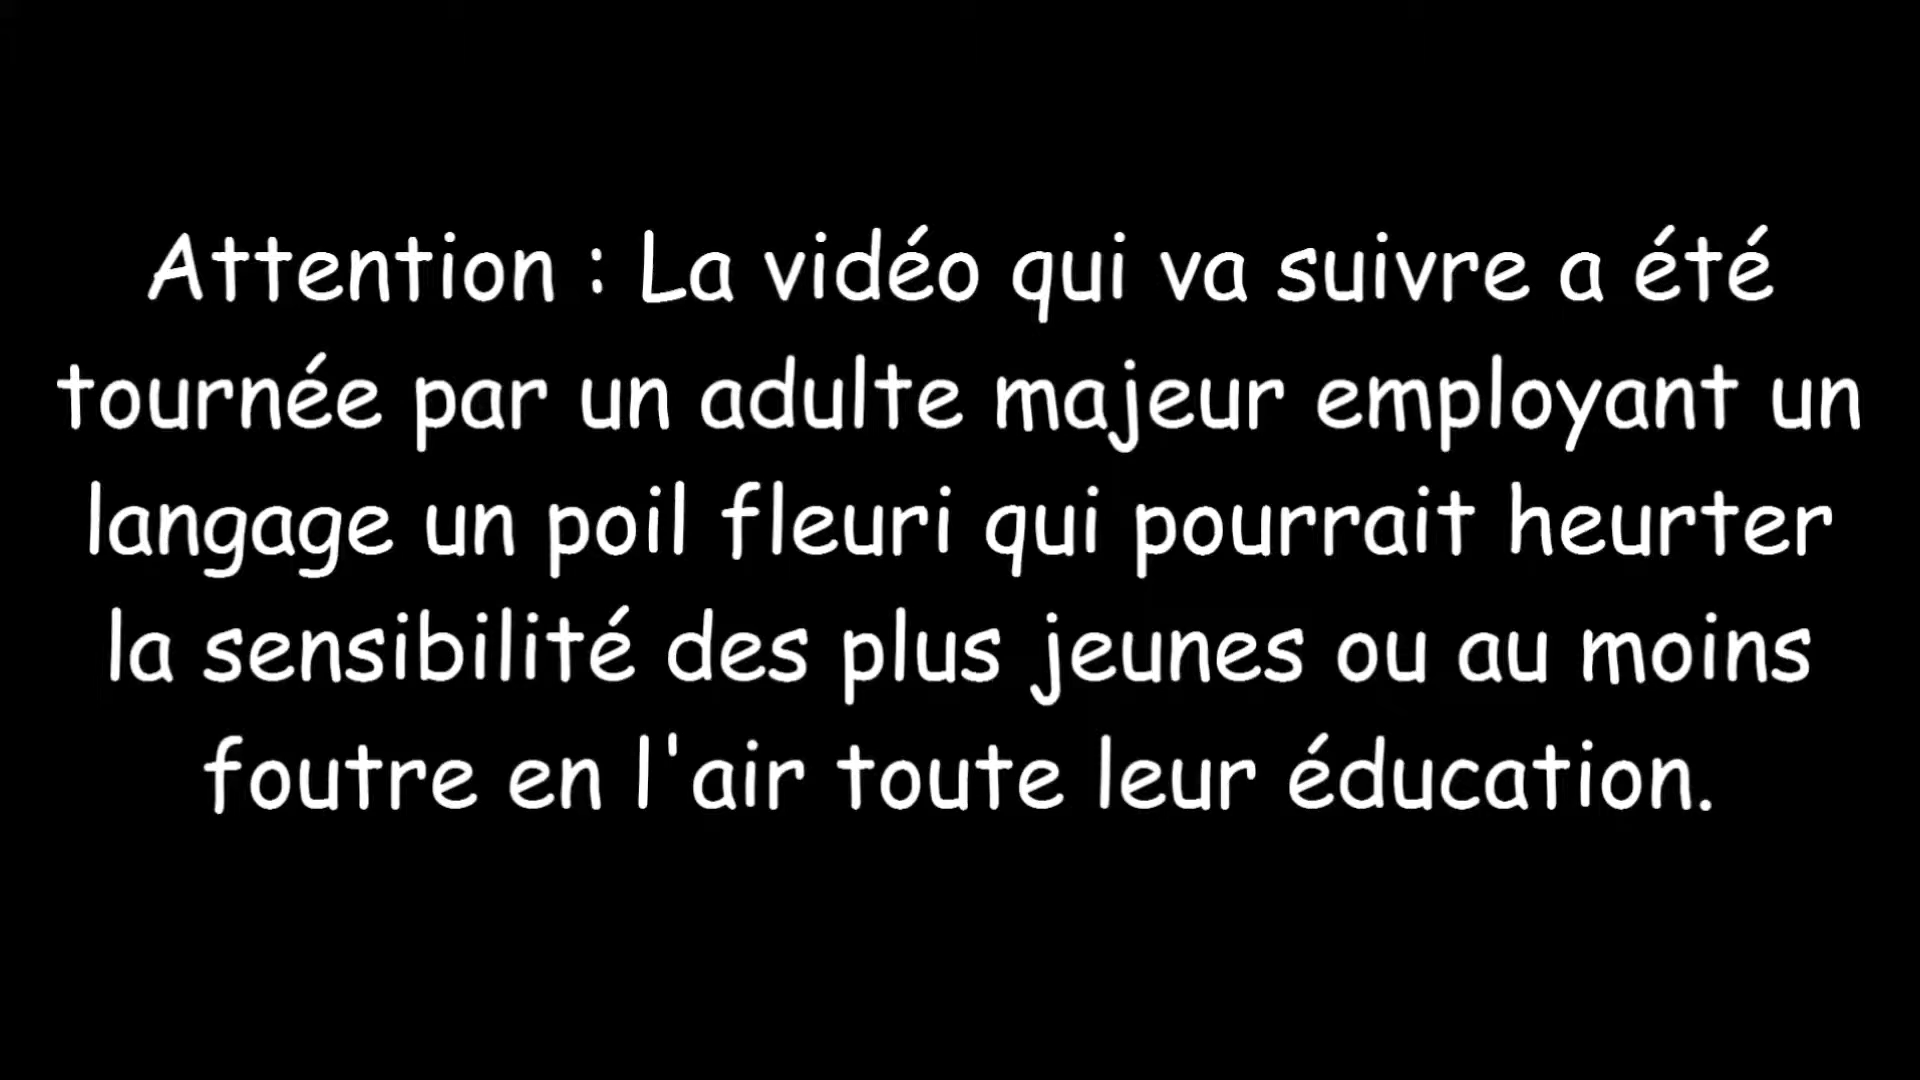 Attention : La vidéo qui va suivre a été
tournée par un adulte majeur employant un
langage un poil fleuri qui pourrait heurter
la sensibilité des plus jeunes ou au moins
foutre en l'air toute leur éducation.